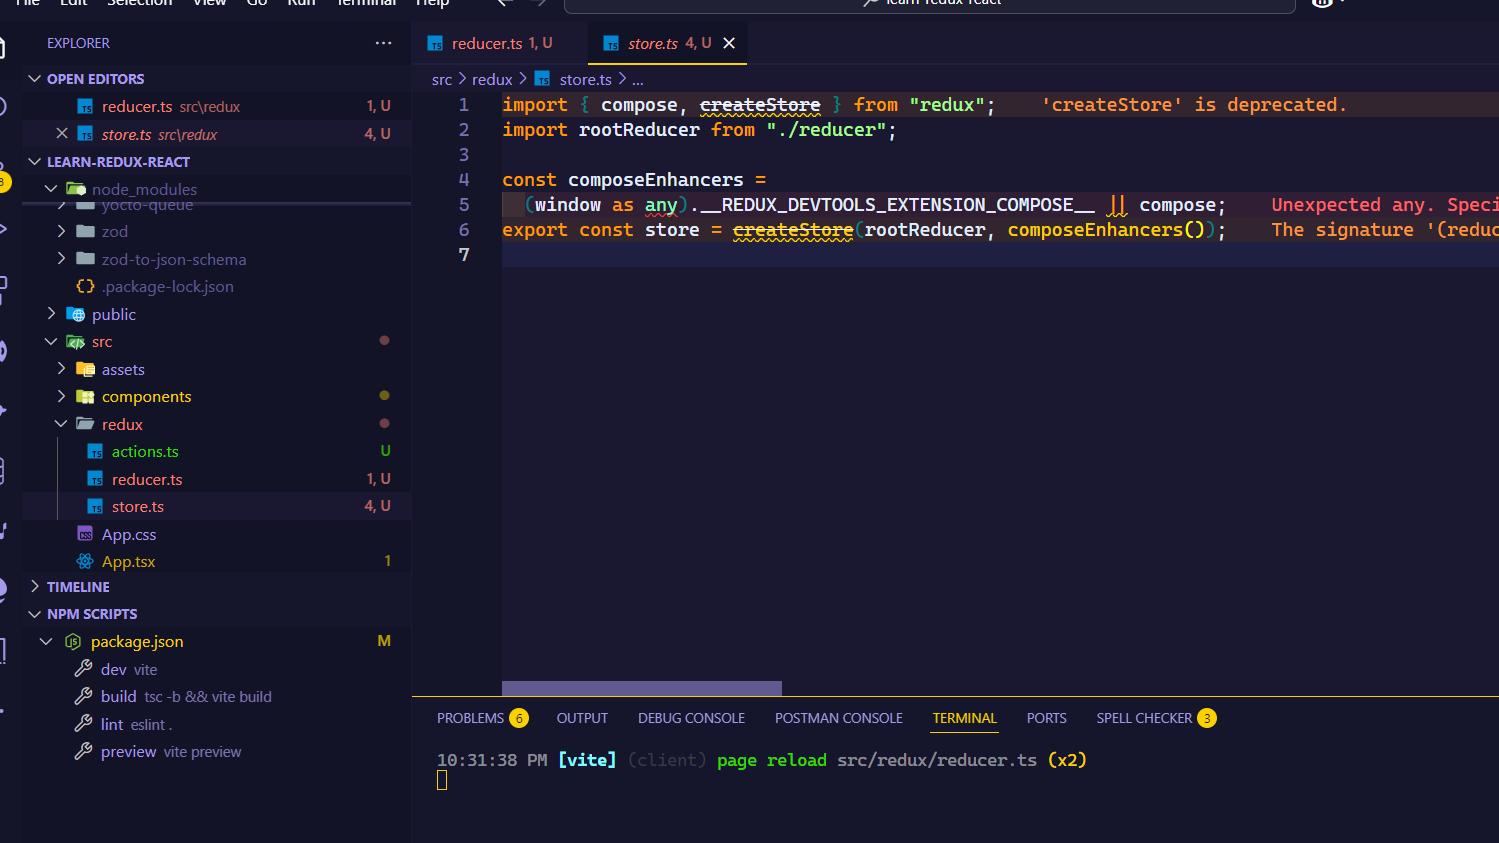 File Edit Selection View Go Run Terminal Help
learn-redux-react
EXPLORER
reducer.ts 1, U
store.ts 4, U
OPEN EDITORS
src > redux > store.ts > ...
reducer.ts src\redux 1, U
store.ts src\redux 4, U
LEARN-REDUX-REACT
node_modules
yocto-queue
zod
zod-to-json-schema
.package-lock.json
public
src
assets
components
redux
actions.ts U
reducer.ts 1, U
store.ts 4, U
App.css
App.tsx 1
TIMELINE
NPM SCRIPTS
package.json M
dev vite
build tsc -b && vite build
lint eslint .
preview vite preview
1 import { compose, createStore } from "redux"; 'createStore' is deprecated.
2 import rootReducer from "./reducer";
3
4 const composeEnhancers =
5 (window as any).__REDUX_DEVTOOLS_EXTENSION_COMPOSE__ || compose; Unexpected any. Speci
6 export const store = createStore(rootReducer, composeEnhancers()); The signature '(reduc
7
PROBLEMS 6 OUTPUT DEBUG CONSOLE POSTMAN CONSOLE TERMINAL PORTS SPELL CHECKER 3
10:31:38 PM [vite] (client) page reload src/redux/reducer.ts (x2)